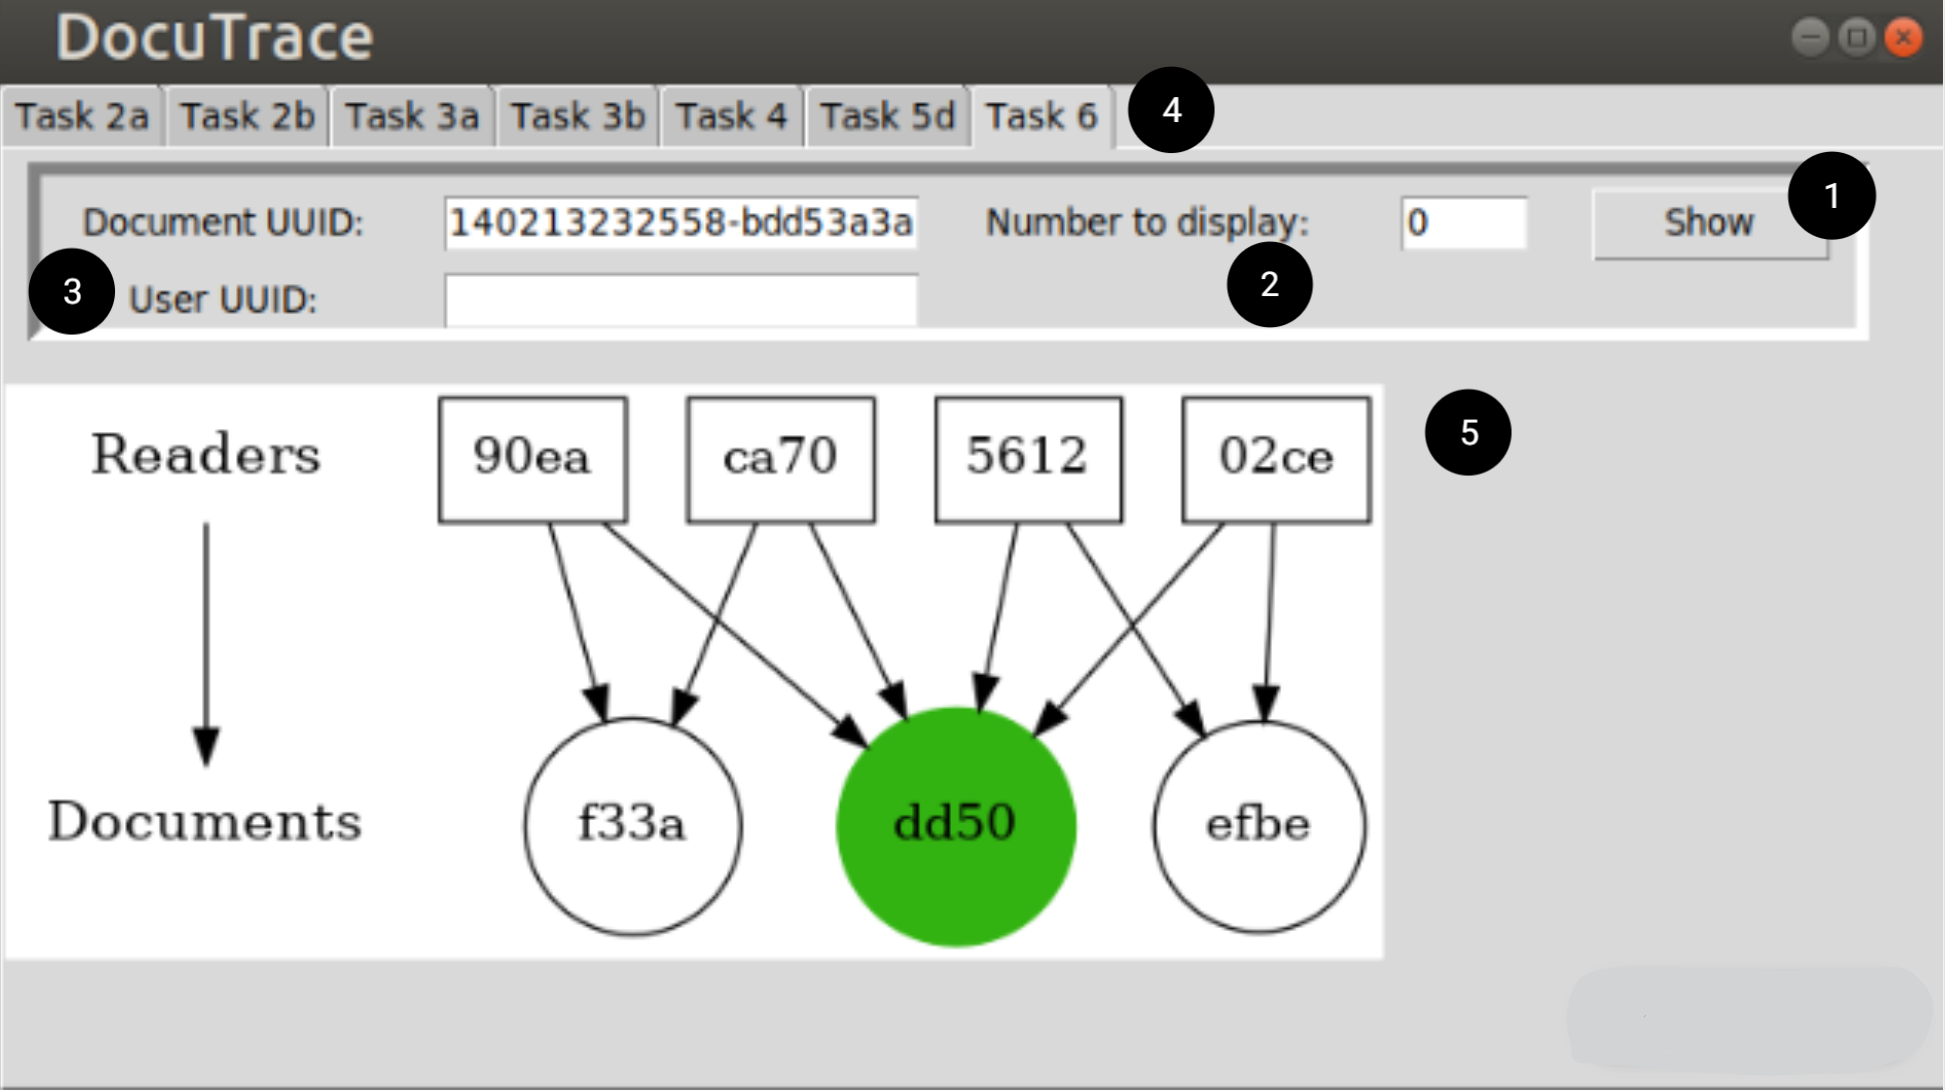 DocuTrace
Task 2a Task 2b Task 3a Task 3b Task 4 Task 5d Task 6 4
1
Document UUID: 140213232558-bdd53a3a Number to display: 0 Show
3 User UUID: 2
Readers 90ea ca70 5612 02ce 5
Documents f33a dd50 efbe